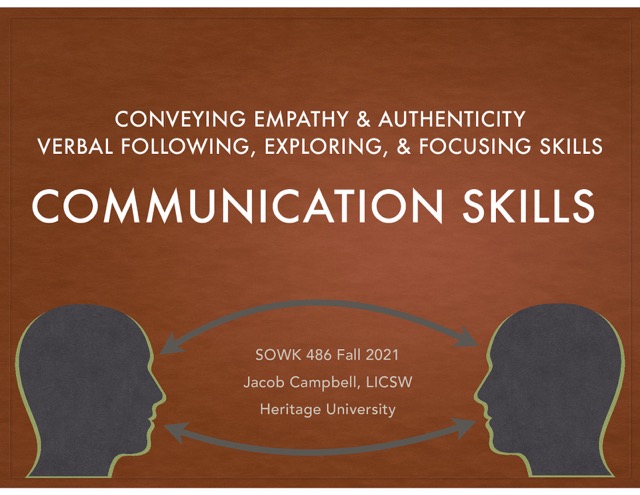 CONVEYING EMPATHY & AUTHENTICITY
VERBAL FOLLOWING, EXPLORING, & FOCUSING SKILLS
COMMUNICATION SKILLS
SOWK 486 Fall 2021
Jacob Campbell, LICSW
Heritage University